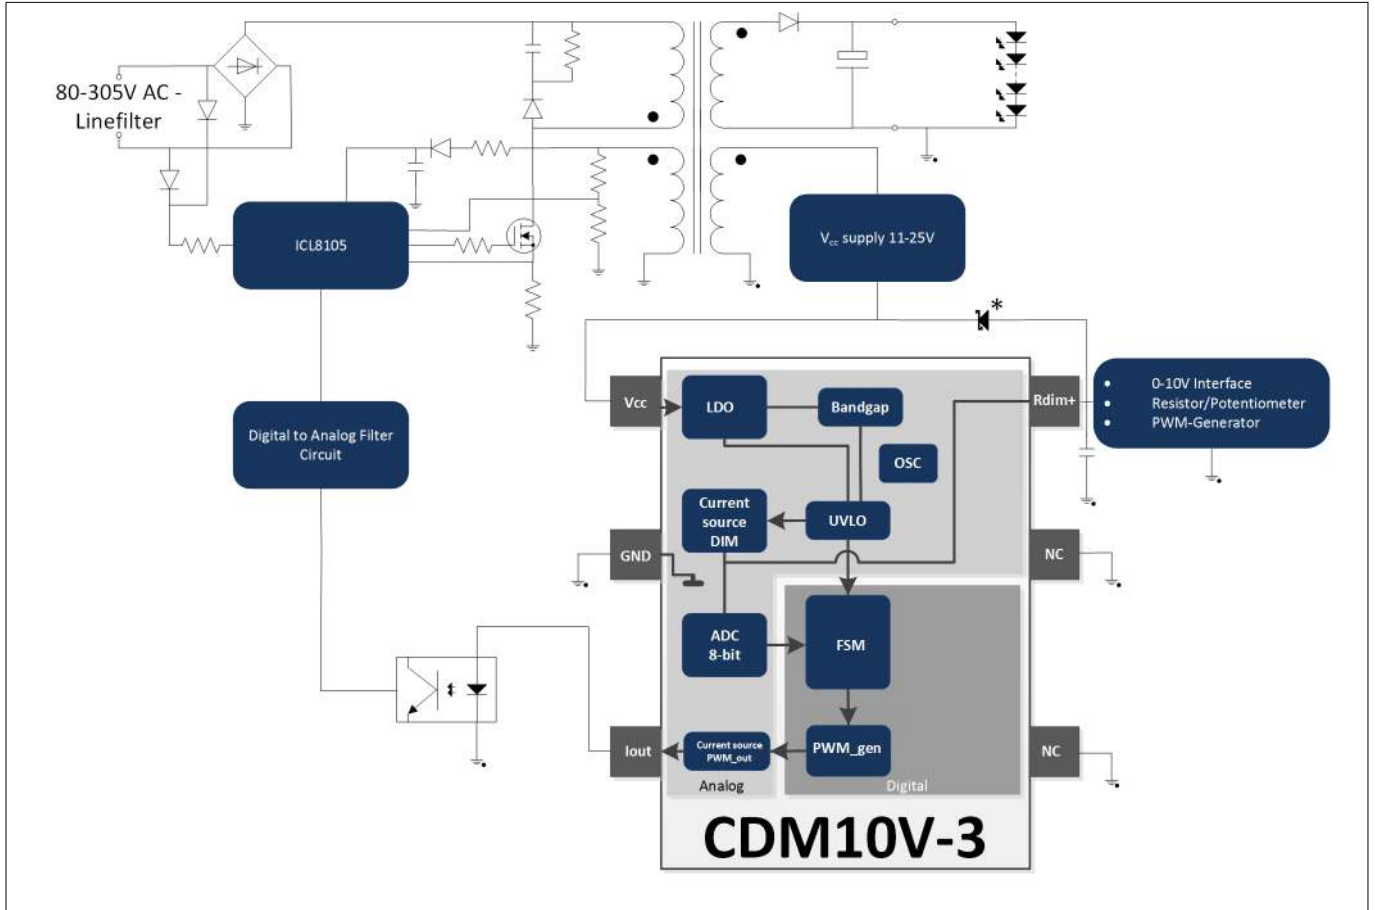 80-305V AC -
Linefilter
ICL8105
V_cc supply 11-25V
*
Digital to Analog Filter
Circuit
Vcc
LDO
Bandgap
OSC
Rdim+
• 0-10V Interface
• Resistor/Potentiometer
• PWM-Generator
Current
source
DIM
UVLO
GND
NC
ADC
8-bit
FSM
Iout
Current source
PWM_out
PWM_gen
NC
Analog
Digital
CDM10V-3